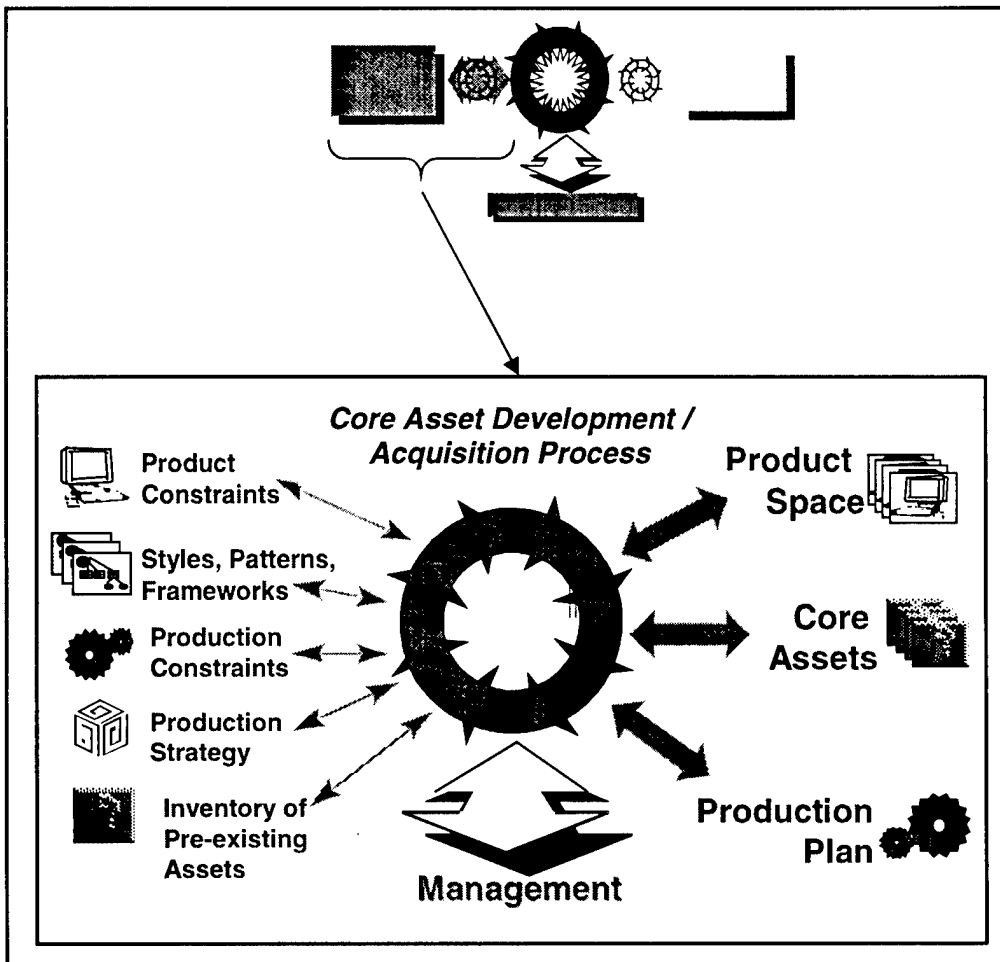 Core Asset Development /
Acquisition Process
Product
Constraints
Styles, Patterns,
Frameworks
Production
Constraints
Production
Strategy
Inventory of
Pre-existing
Assets
Product
Space
Core
Assets
Production
Plan
Management